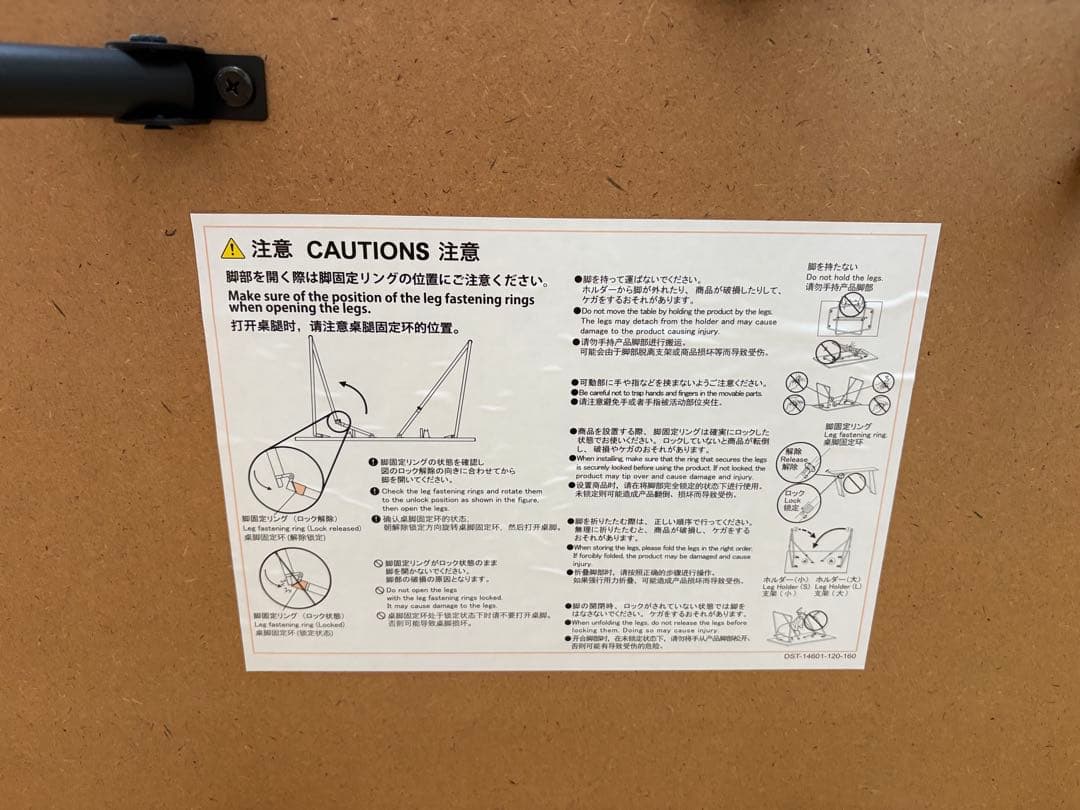 注意 CAUTIONS 注意
脚部を開く際は脚固定リングの位置にご注意ください。
Make sure of the position of the leg fastening rings
when opening the legs.
打开桌腿时，请注意桌腿固定环的位置。
脚固定リングの状態を確認し
図のロック解除の向きに合わせてから
脚を開いてください。
Check the leg fastening rings and rotate them
to the unlock position as shown in the figure,
then open the legs.
确认桌脚固定环的状态,
朝解除锁定方向旋转桌脚固定环，然后打开桌脚。
脚固定リング（ロック解除）
Leg fastening ring (Lock released)
桌脚固定环(解除锁定)
脚固定リングがロック状態のまま
脚を開かないでください。
脚部の破損の原因となります。
Do not open the legs
with the leg fastening rings locked.
It may cause damage to the legs.
桌脚固定环处于锁定状态下时请不要打开桌脚。
否则可能导致桌脚损坏。
脚固定リング（ロック状態）
Leg fastening ring (Locked)
桌脚固定环(锁定状态)
●脚を持って運ばないでください。
ホルダーから脚が外れたり、商品が破損したりして、
ケガをするおそれがあります。
●Do not move the table by holding the product by the legs.
The legs may detach from the holder and may cause
damage to the product causing injury.
●请勿手持产品脚部进行搬运。
可能会由于脚部脱离支架或商品损坏等而导致受伤。
脚を持たない
Do not hold the legs.
请勿手持产品脚部
●可動部に手や指などを挟まないようご注意ください。
●Be careful not to trap hands and fingers in the movable parts.
●请注意避免手或者手指被活动部位夹住。
●商品を設置する際、脚固定リングは確実にロックした
状態でお使いください。ロックしていないと商品が転倒
し、破損やケガのおそれがあります。
●When installing, make sure that the ring that secures the legs
is securely locked before using the product. If not locked, the
product may tip over and cause damage and injury.
●设置商品时，请在将脚部完全锁定的状态下进行使用。
未锁定则可能造成产品翻倒、损坏而导致受伤。
脚固定リング
Leg fastening ring.
桌脚固定环
解除
Release
解除
ロック
Lock
锁定
●脚を折りたたむ際は、正しい順序で行ってください。
無理に折りたたむと、商品が破損し、ケガをする
おそれがあります。
●When storing the legs, please fold the legs in the right order.
If forcibly folded, the product may be damaged and cause
injury.
●折叠脚部时，请按照正确的步骤进行操作。
如果强行用力折叠，可能造成产品损坏而导致受伤。
ホルダー(小) ホルダー(大)
Leg Holder (S) Leg Holder (L)
支架（小） 支架（大）
●脚の開閉時、ロックがされていない状態では脚を
はなさないでください。ケガをするおそれがあります。
●When unfolding the legs, do not release the legs before
locking them. Doing so may cause injury.
●开合脚部时，在未锁定状态下，请勿将手从产品脚部松开，
否则可能有导致受伤的危险。
DST-14601-120-160